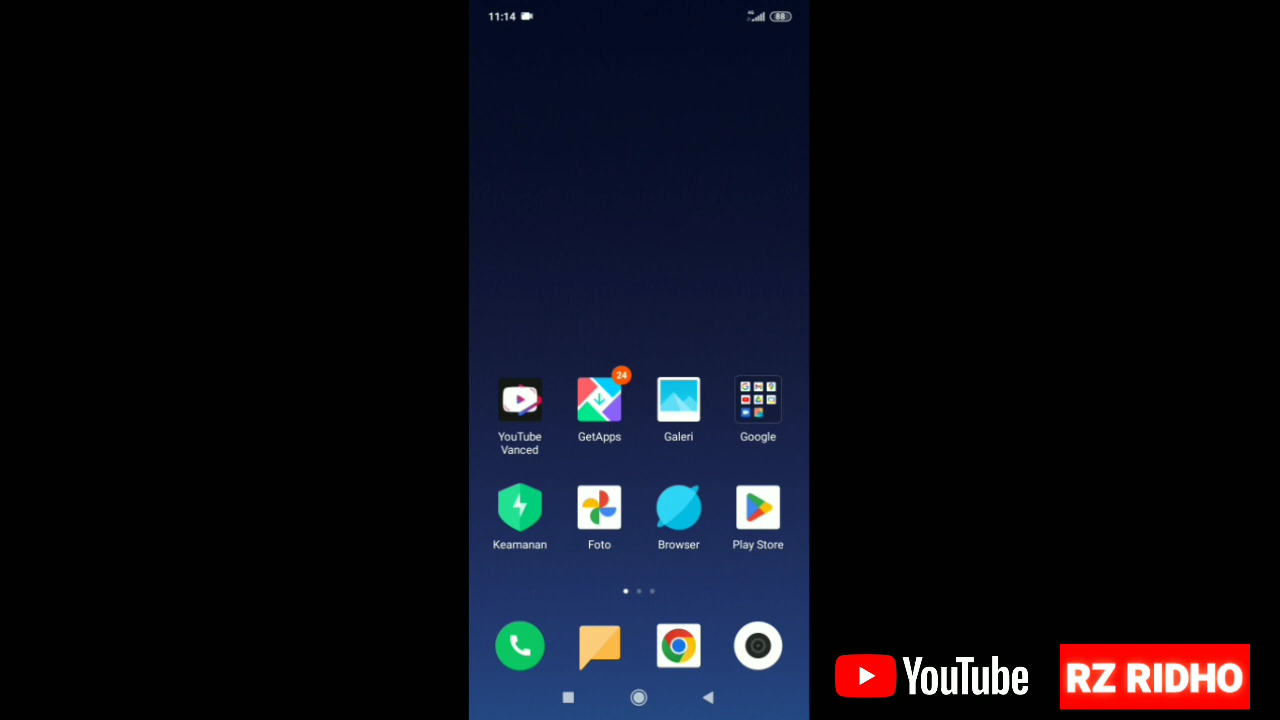 11:14
88
24
YouTube Vanced
GetApps
Galeri
Google
Keamanan
Foto
Browser
Play Store
YouTube
RZ RIDHO